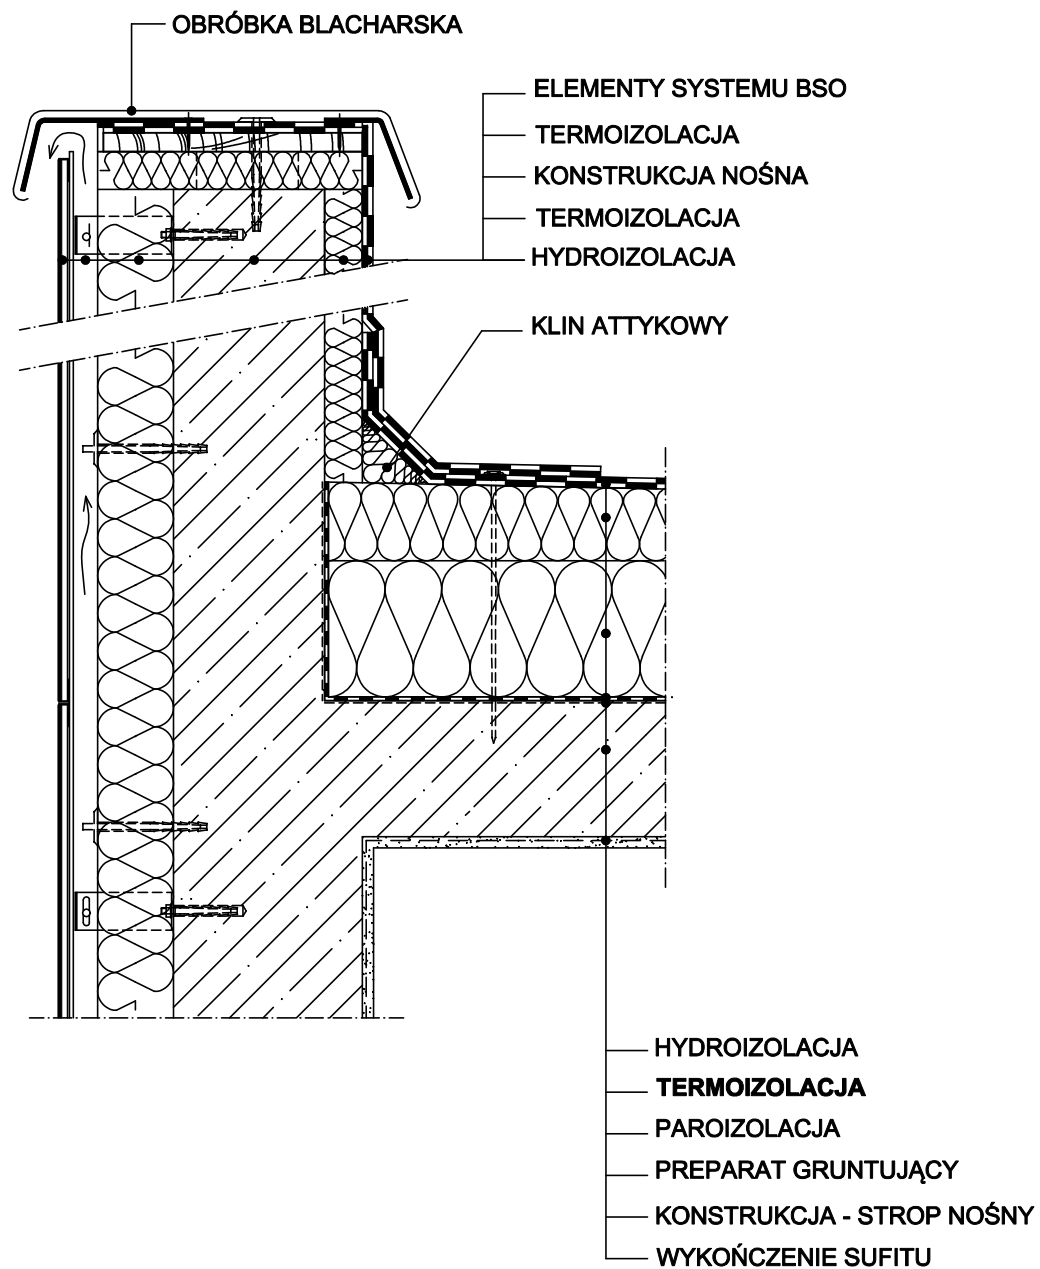 OBRÓBKA BLACHARSKA
ELEMENTY SYSTEMU BSO
TERMOIZOLACJA
KONSTRUKCJA NOŚNA
TERMOIZOLACJA
HYDROIZOLACJA
KLIN ATTYKOWY
HYDROIZOLACJA
TERMOIZOLACJA
PAROIZOLACJA
PREPARAT GRUNTUJĄCY
KONSTRUKCJA - STROP NOŚNY
WYKOŃCZENIE SUFITU